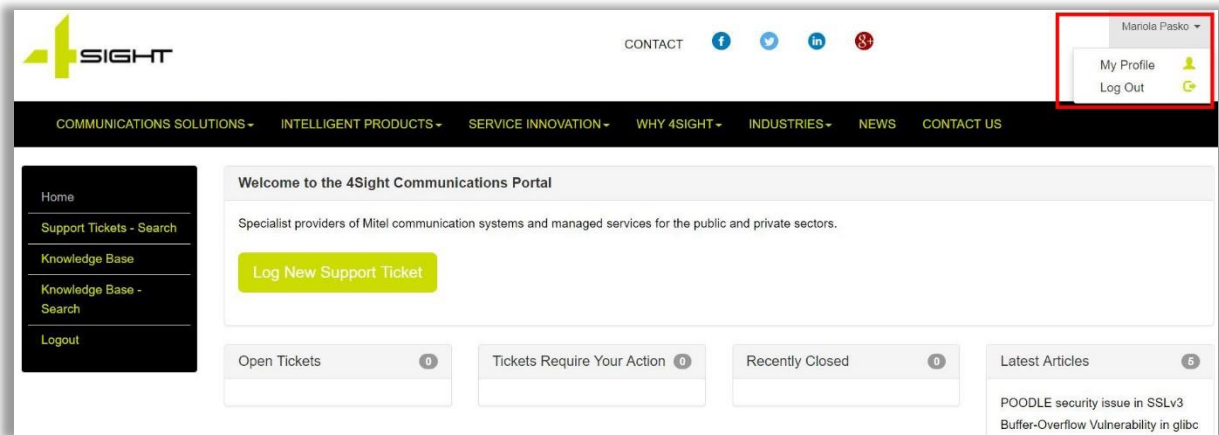 4SIGHT
CONTACT
Mariola Pasko
My Profile
Log Out
COMMUNICATIONS SOLUTIONS INTELLIGENT PRODUCTS SERVICE INNOVATION WHY 4SIGHT INDUSTRIES NEWS CONTACT US
Home
Support Tickets - Search
Knowledge Base
Knowledge Base -
Search
Logout
Welcome to the 4Sight Communications Portal
Specialist providers of Mitel communication systems and managed services for the public and private sectors.
Log New Support Ticket
Open Tickets 0
Tickets Require Your Action 0
Recently Closed 0
Latest Articles 5
POODLE security issue in SSLv3
Buffer-Overflow Vulnerability in glibc